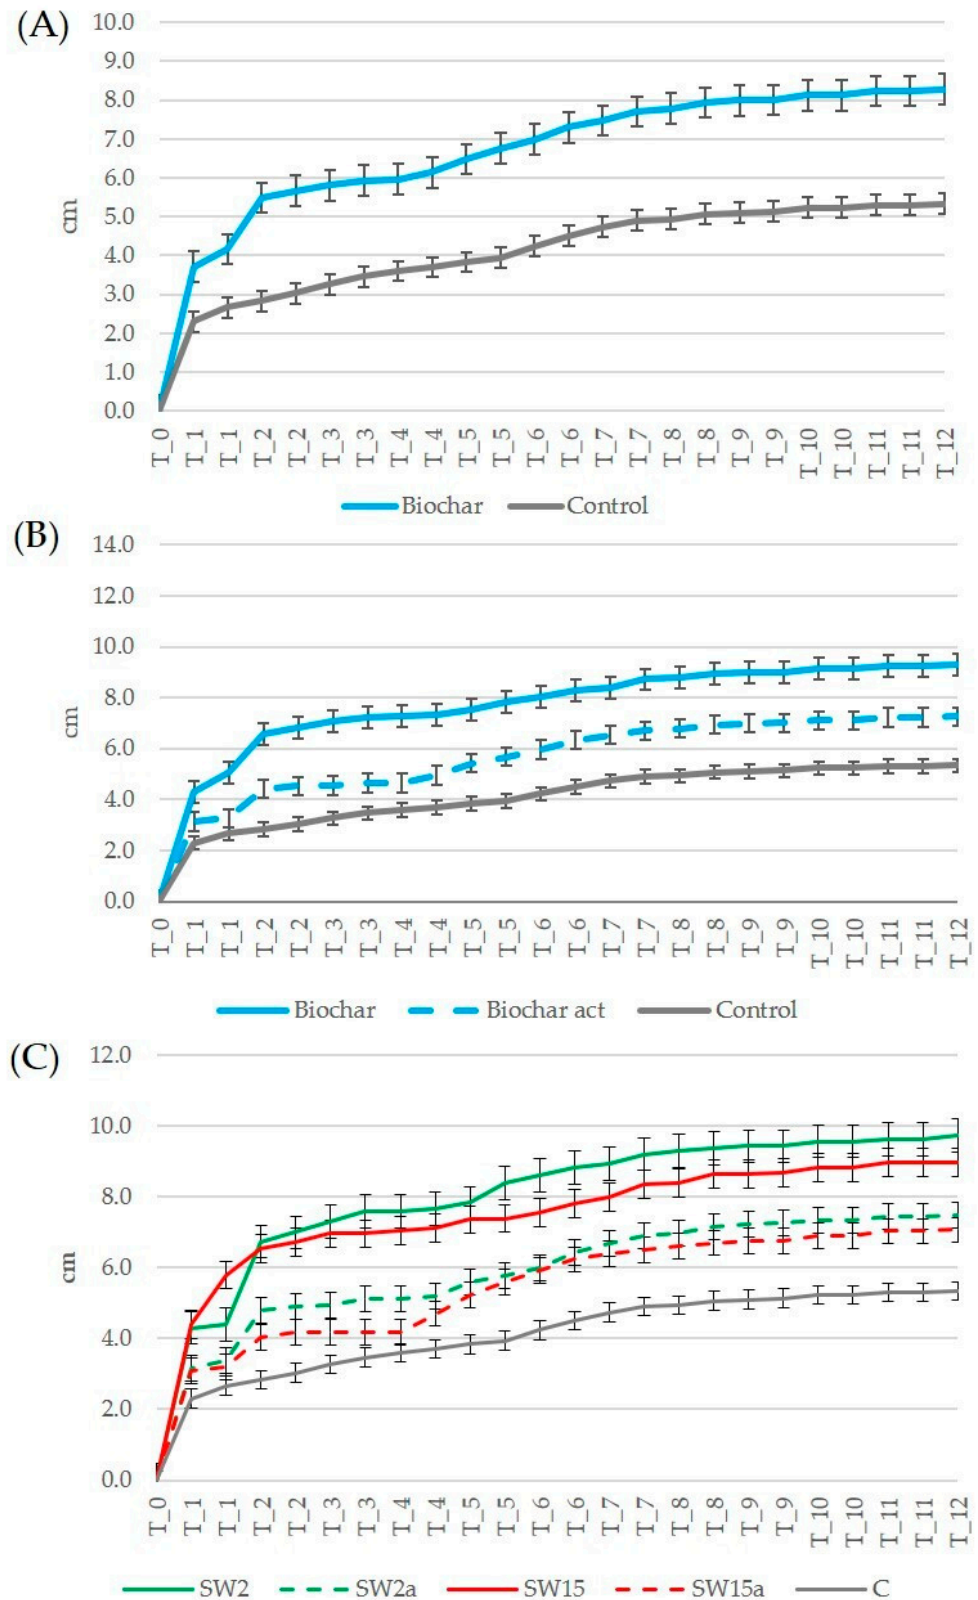 (A)
10.0
9.0
8.0
7.0
6.0
5.0
4.0
3.0
2.0
1.0
0.0
cm
T_0 T_1 T_1 T_2 T_2 T_3 T_3 T_4 T_4 T_5 T_5 T_6 T_6 T_7 T_7 T_8 T_8 T_9 T_9 T_10 T_10 T_11 T_11 T_12
Biochar Control
(B)
14.0
12.0
10.0
8.0
6.0
4.0
2.0
0.0
cm
T_0 T_1 T_1 T_2 T_2 T_3 T_3 T_4 T_4 T_5 T_5 T_6 T_6 T_7 T_7 T_8 T_8 T_9 T_9 T_10 T_10 T_11 T_11 T_12
Biochar Biochar act Control
(C)
12.0
10.0
8.0
6.0
4.0
2.0
0.0
cm
T_0 T_1 T_1 T_2 T_2 T_3 T_3 T_4 T_4 T_5 T_5 T_6 T_6 T_7 T_7 T_8 T_8 T_9 T_9 T_10 T_10 T_11 T_11 T_12
SW2 SW2a SW15 SW15a C